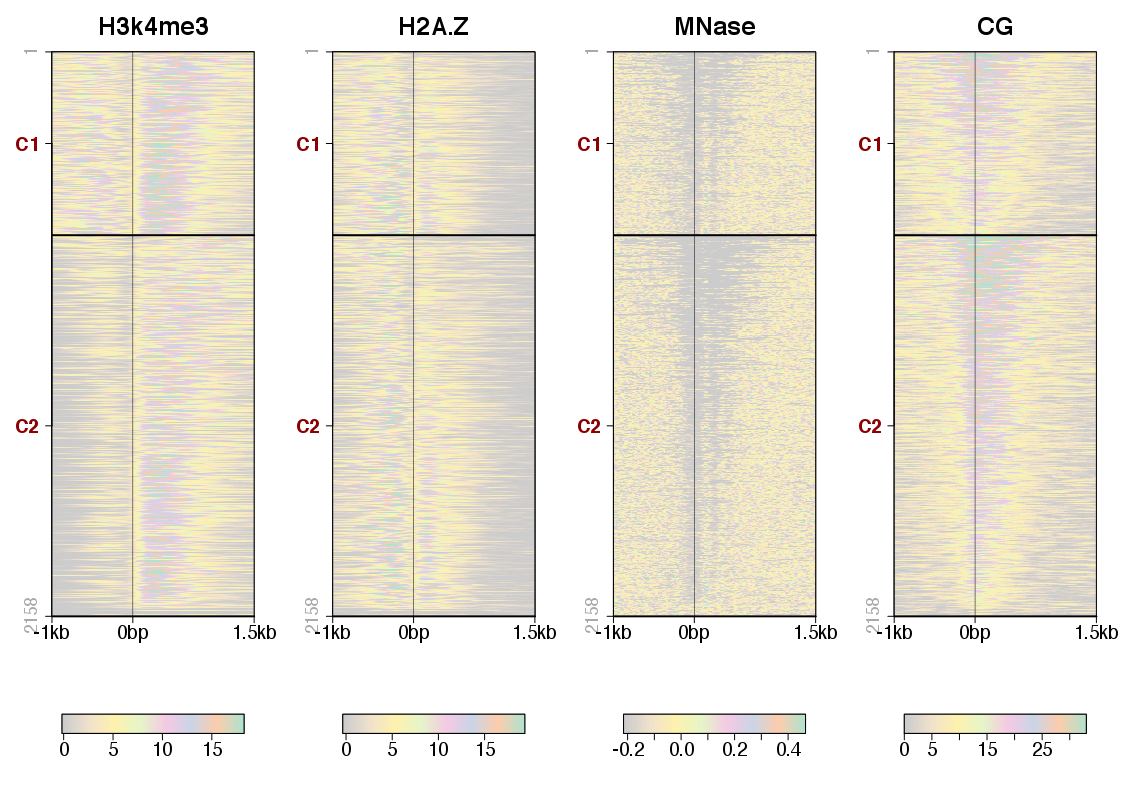 H3k4me3 H2A.Z MNase CG
1 1 1 1
C1 C1 C1 C1
C2 C2 C2 C2
2158 2158 2158 2158
-1kb 0bp 1.5kb -1kb 0bp 1.5kb -1kb 0bp 1.5kb -1kb 0bp 1.5kb
0 5 10 15 0 5 10 15 -0.2 0.0 0.2 0.4 0 5 15 25